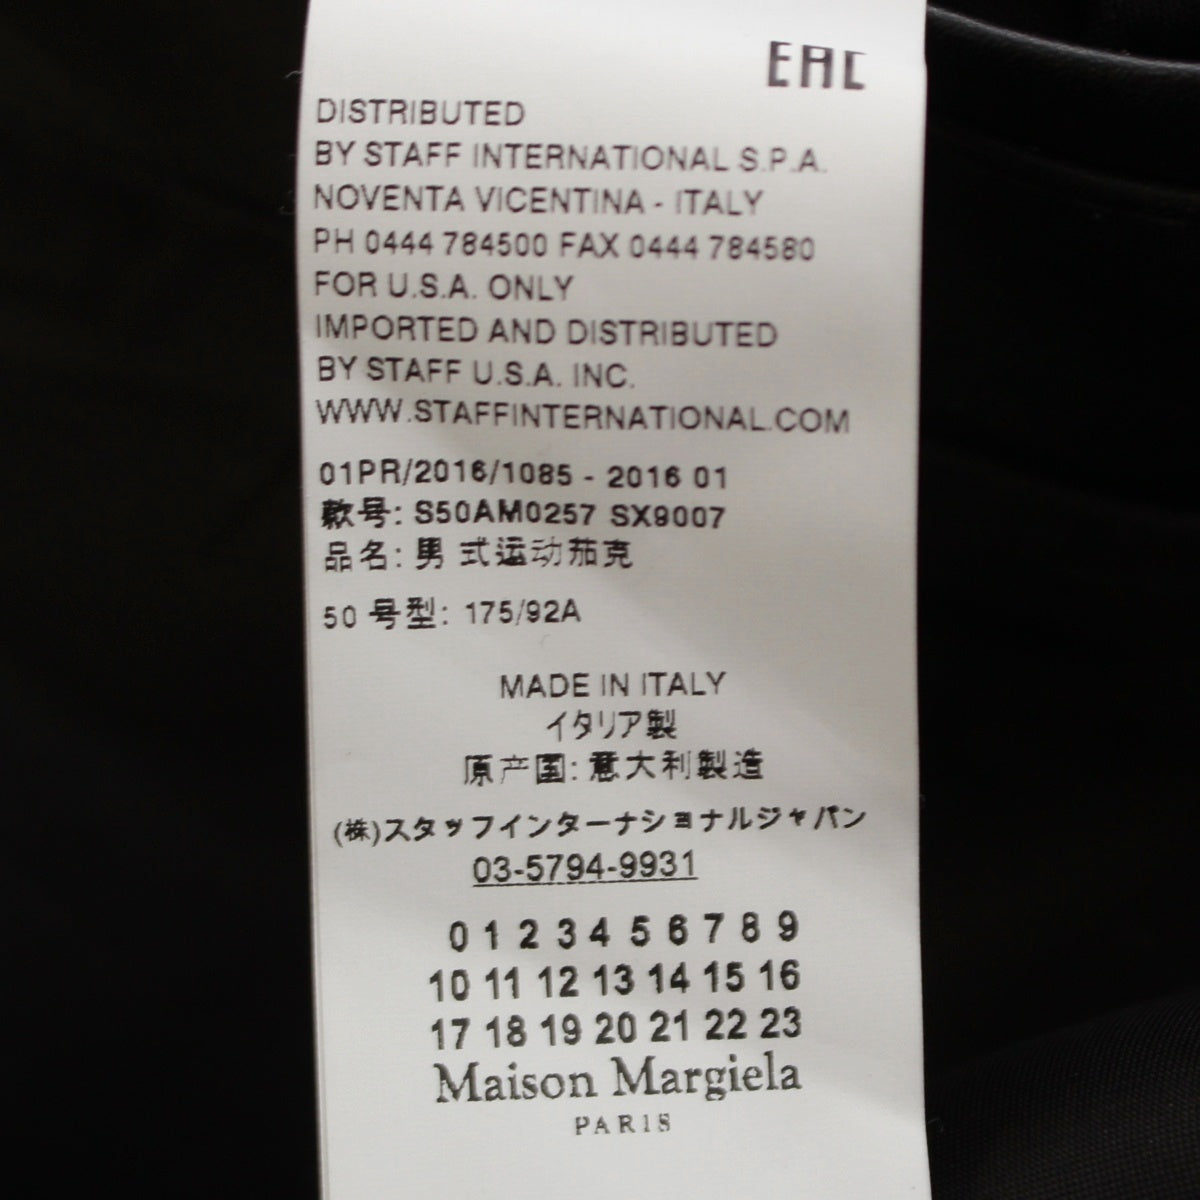 EAC
DISTRIBUTED
BY STAFF INTERNATIONAL S.P.A.
NOVENTA VICENTINA - ITALY
PH 0444 784500 FAX 0444 784580
FOR U.S.A. ONLY
IMPORTED AND DISTRIBUTED
BY STAFF U.S.A. INC.
WWW.STAFFINTERNATIONAL.COM
01PR/2016/1085 - 2016 01
款号: S50AM0257 SX9007
品名: 男 式运动茄克
50 号型: 175/92A
MADE IN ITALY
イタリア製
原产国: 意大利製造
(株)スタッフインターナショナルジャパン
03-5794-9931
0 1 2 3 4 5 6 7 8 9
10 11 12 13 14 15 16
17 18 19 20 21 22 23
Maison Margiela
PARIS